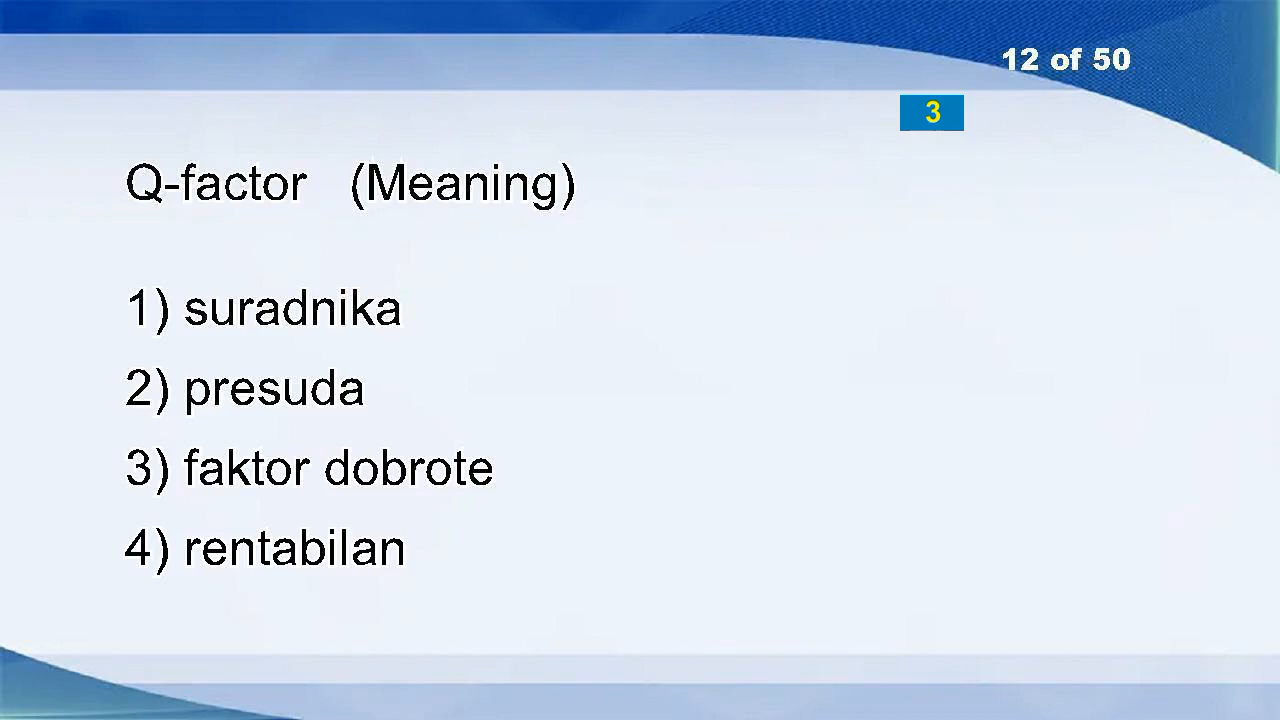 12 of 50
3
Q-factor (Meaning)
1) suradnika
2) presuda
3) faktor dobrote
4) rentabilan